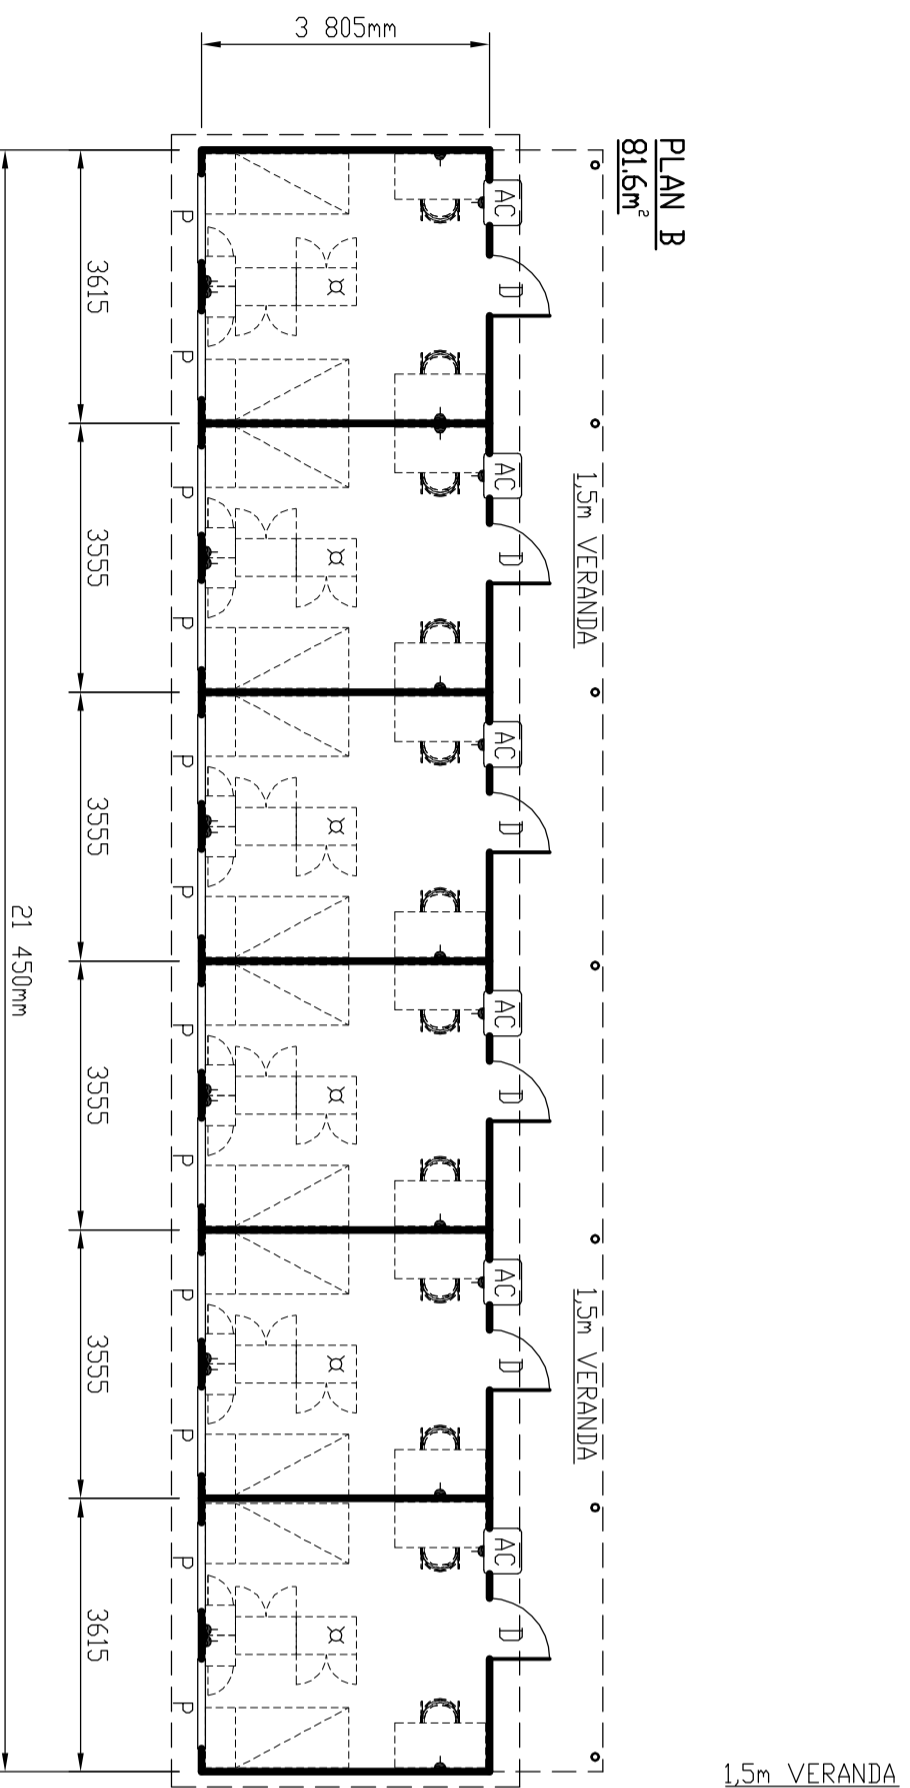 PLAN B
81.6m²
3 805mm
1,5m VERANDA
1,5m VERANDA
1,5m VERANDA
AC
AC
AC
AC
AC
AC
D
D
D
D
D
D
P
P
P
P
P
P
P
P
P
P
P
P
3615
3555
3555
3555
3555
3615
21 450mm